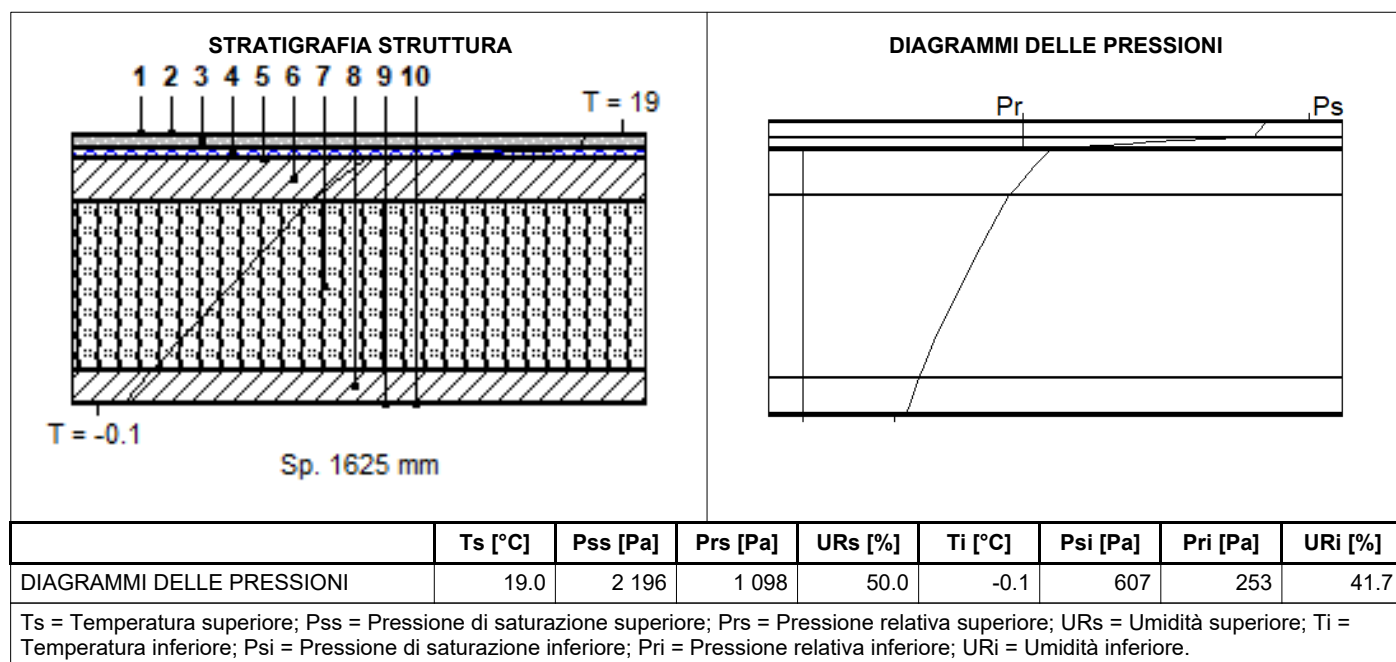 STRATIGRAFIA STRUTTURA
1 2 3 4 5 6 7 8 9 10
T = 19
T = -0.1
Sp. 1625 mm
DIAGRAMMI DELLE PRESSIONI
Pr Ps
Ts [°C] Pss [Pa] Prs [Pa] URs [%] Ti [°C] Psi [Pa] Pri [Pa] URi [%]
DIAGRAMMI DELLE PRESSIONI 19.0 2 196 1 098 50.0 -0.1 607 253 41.7
Ts = Temperatura superiore; Pss = Pressione di saturazione superiore; Prs = Pressione relativa superiore; URs = Umidità superiore; Ti =
Temperatura inferiore; Psi = Pressione di saturazione inferiore; Pri = Pressione relativa inferiore; URi = Umidità inferiore.